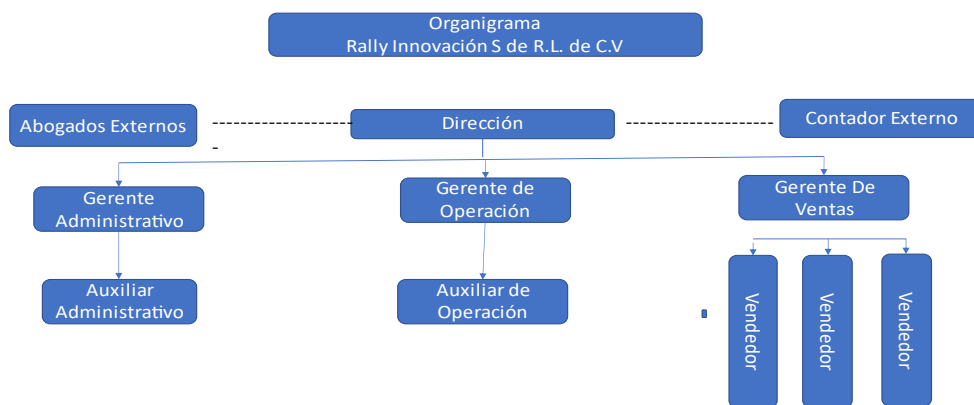 Organigrama
Rally Innovación S de R.L. de C.V
Abogados Externos
Dirección
Contador Externo
Gerente
Administrativo
Gerente de
Operación
Gerente De
Ventas
Auxiliar
Administrativo
Auxiliar de
Operación
Vendedor
Vendedor
Vendedor